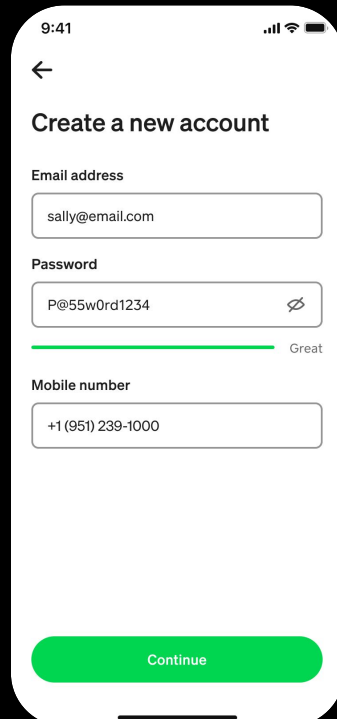 9:41
Create a new account
Email address
sally@email.com
Password
P@55w0rd1234
Great
Mobile number
+1 (951) 239-1000
Continue